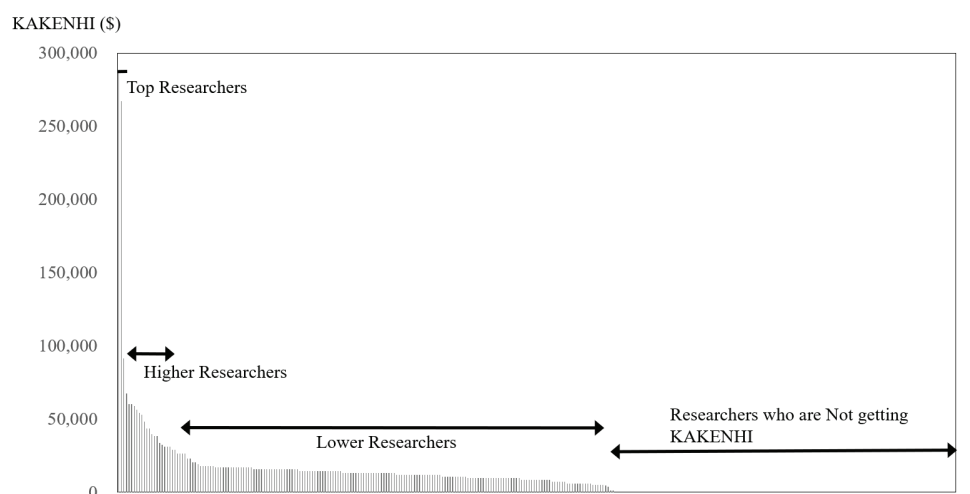 KAKENHI ($)
300,000
Top Researchers
250,000
200,000
150,000
100,000
Higher Researchers
50,000
Researchers who are Not getting
KAKENHI
Lower Researchers
0